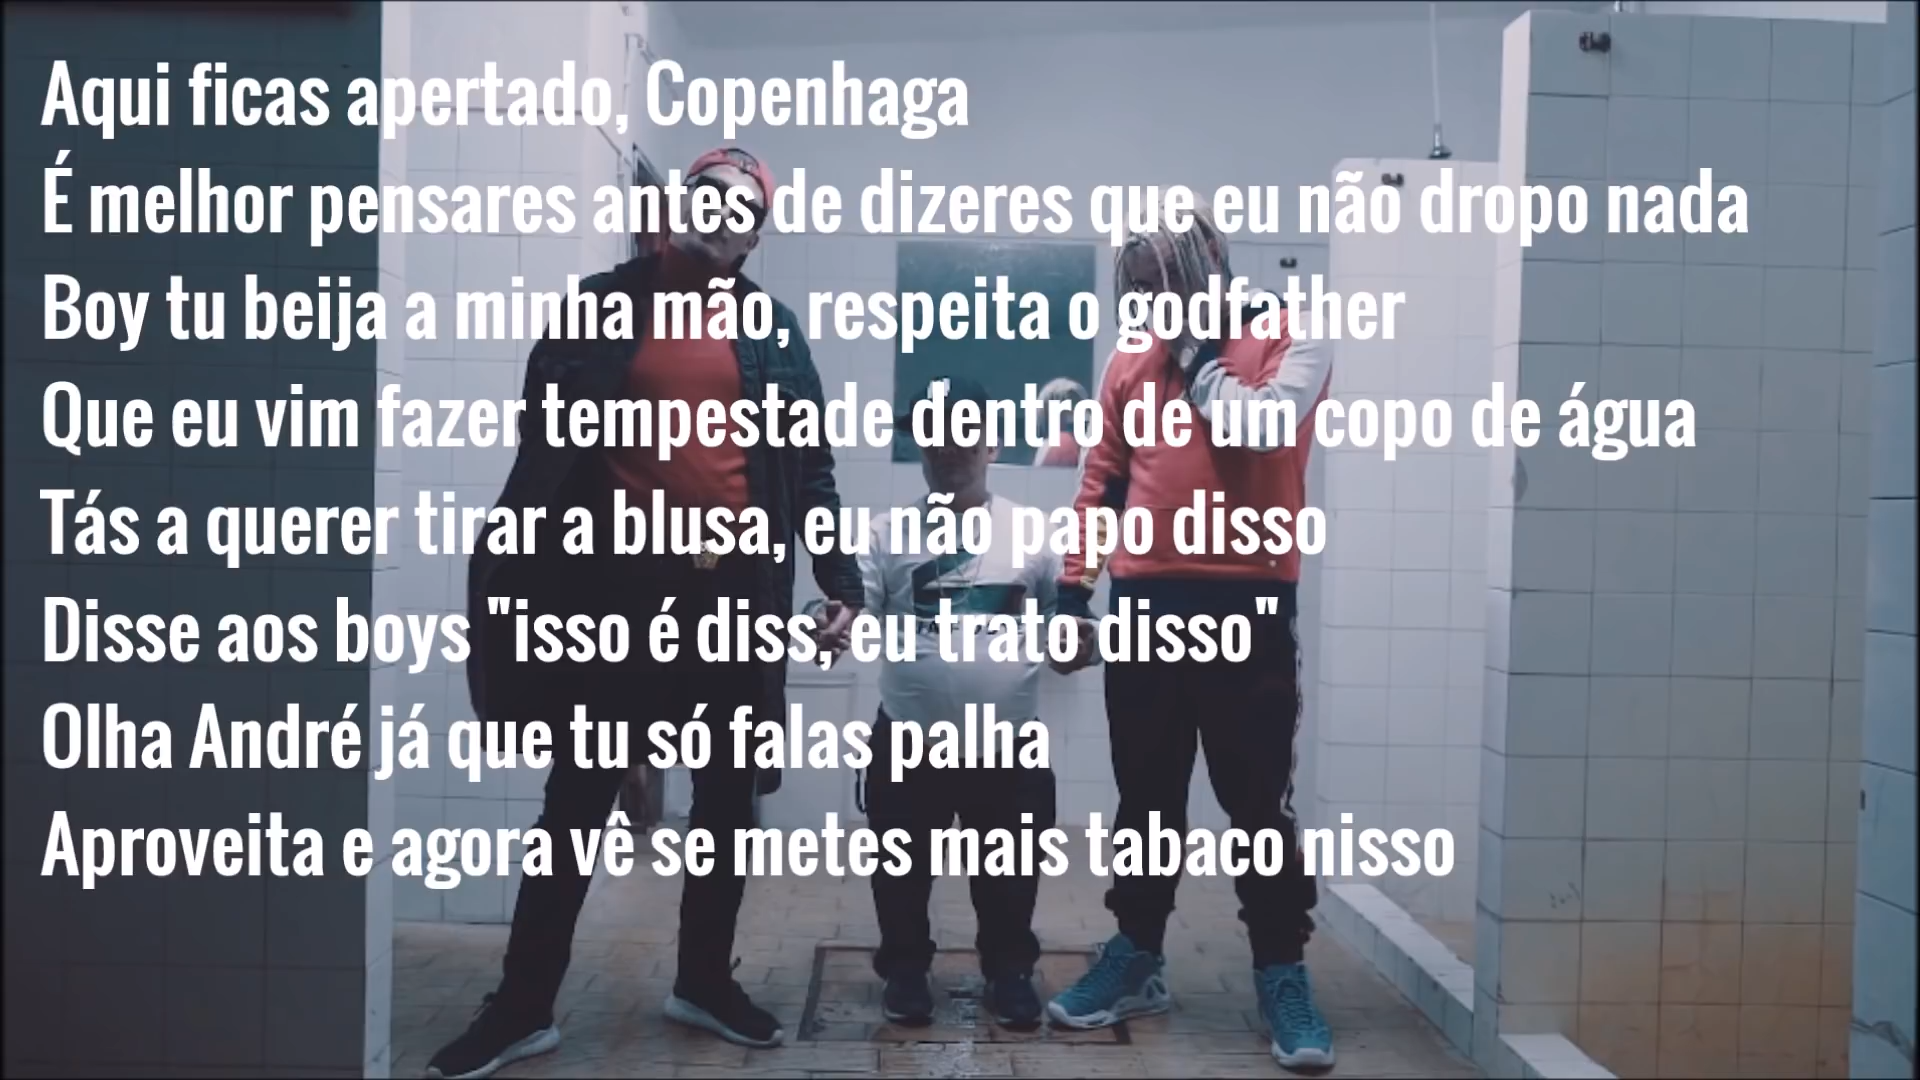 Aqui ficas apertado, Copenhaga
É melhor pensares antes de dizeres que eu não dropo nada
Boy tu beija a minha mão, respeita o godfather
Que eu vim fazer tempestade dentro de um copo de água
Tás a querer tirar a blusa, eu não papo disso
Disse aos boys "isso é diss, eu trato disso"
Olha André já que tu só falas palha
Aproveita e agora vê se metes mais tabaco nisso